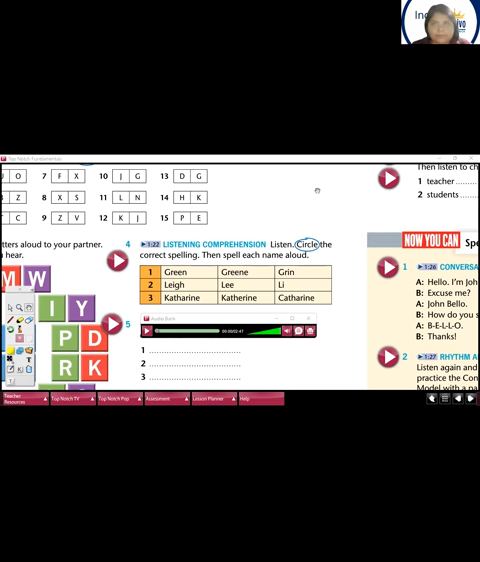 Top Notch Fundamentals
O 7 F X 10 J G 13 D G
Z 8 X S 11 L N 14 H K
C 9 Z V 12 K J 15 P E
Then listen to
1 teacher ..........
2 students ......
tters aloud to your partner.
hear.
4 1:22 LISTENING COMPREHENSION Listen. Circle the
correct spelling. Then spell each name aloud.
1 Green Greene Grin
2 Leigh Lee Li
3 Katharine Katherine Catharine
M W
I Y
P D
R K
5 Audio Bank
00:00/02:47
1 ..............................
2 ..............................
3 ..............................
NOW YOU CAN Spe
1 1:26 CONVERSA
A: Hello. I'm Joh
B: Excuse me?
A: John Bello.
B: How do you s
A: B-E-L-L-O.
B: Thanks!
2 1:27 RHYTHM A
Listen again and
practice the Con
Model with a pa
Teacher Resources Top Notch TV Top Notch Pop Assessment Lesson Planner Help